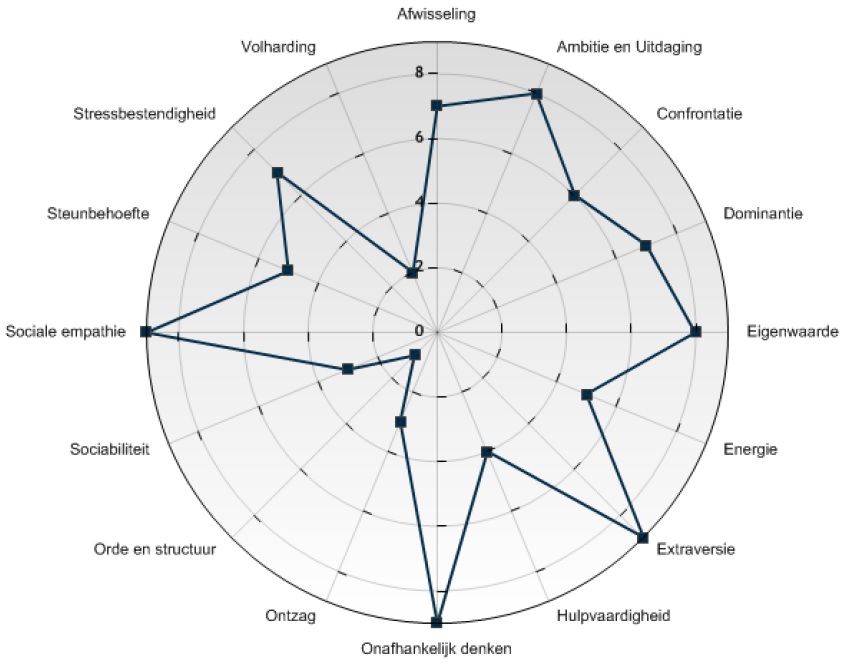 Afwisseling
Volharding
Ambitie en Uitdaging
8
Stressbestendigheid
Confrontatie
6
Steunbehoefte
4
Dominantie
2
Sociale empathie
0
Eigenwaarde
Sociabiliteit
Energie
Orde en structuur
Extraversie
Ontzag
Hulpvaardigheid
Onafhankelijk denken